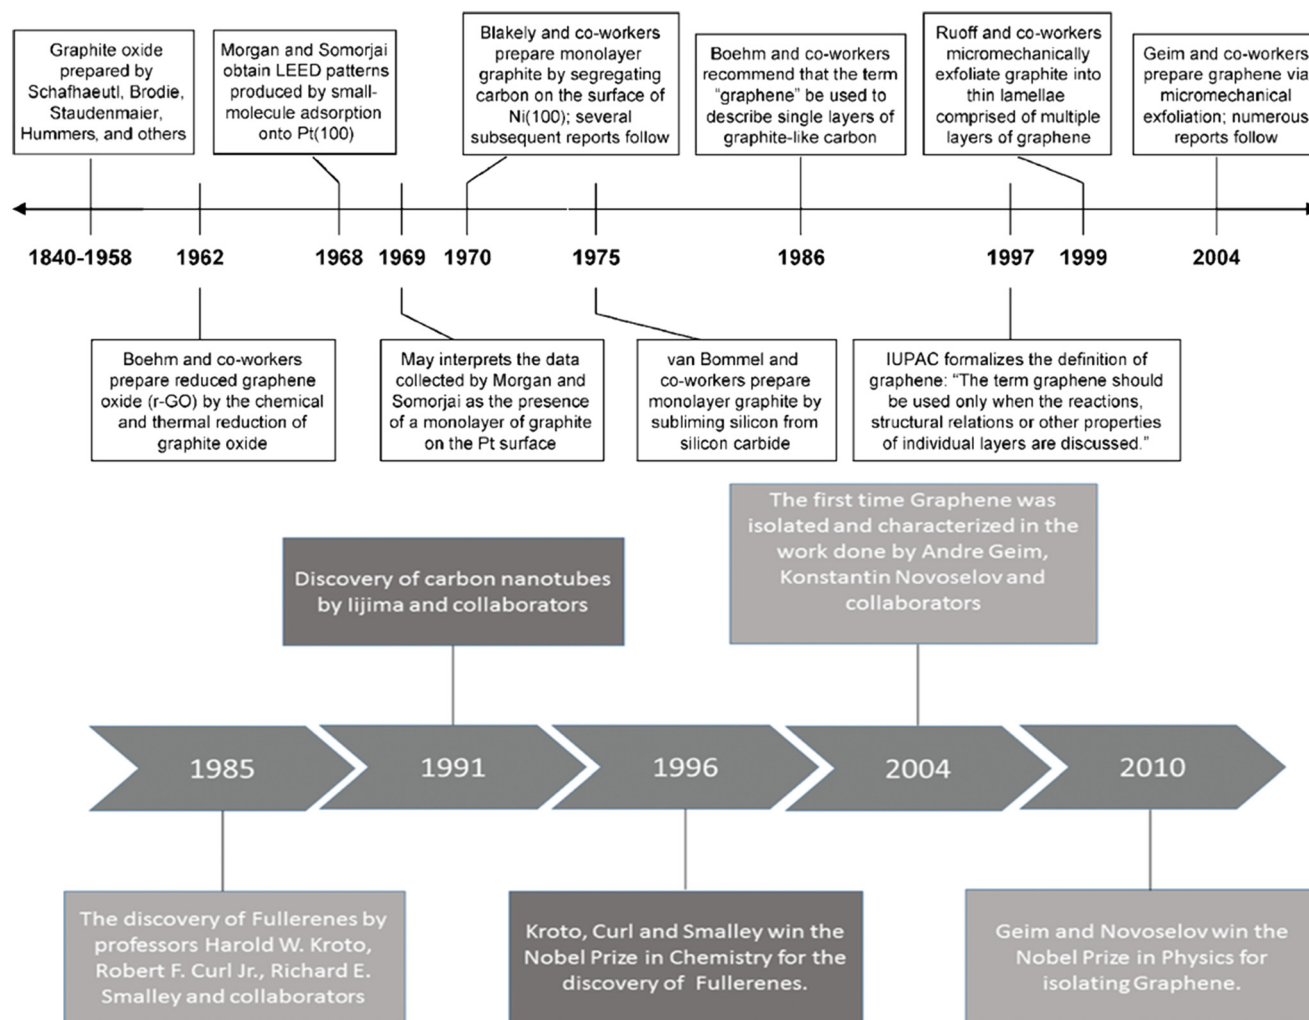 Graphite oxide
prepared by
Schafhaeutl, Brodie,
Staudenmaier,
Hummers, and others
Morgan and Somorjai
obtain LEED patterns
produced by small-
molecule adsorption
onto Pt(100)
Blakely and co-workers
prepare monolayer
graphite by segregating
carbon on the surface of
Ni(100); several
subsequent reports follow
Boehm and co-workers
recommend that the term
“graphene” be used to
describe single layers of
graphite-like carbon
Ruoff and co-workers
micromechanically
exfoliate graphite into
thin lamellae
comprised of multiple
layers of graphene
Geim and co-workers
prepare graphene via
micromechanical
exfoliation; numerous
reports follow
1840-1958 1962 1968 1969 1970 1975 1986 1997 1999 2004
Boehm and co-workers
prepare reduced graphene
oxide (r-GO) by the chemical
and thermal reduction of
graphite oxide
May interprets the data
collected by Morgan and
Somorjai as the presence
of a monolayer of graphite
on the Pt surface
van Bommel and
co-workers prepare
monolayer graphite by
subliming silicon from
silicon carbide
IUPAC formalizes the definition of
graphene: “The term graphene should
be used only when the reactions,
structural relations or other properties
of individual layers are discussed.”
The first time Graphene was
isolated and characterized in the
work done by Andre Geim,
Konstantin Novoselov and
collaborators
Discovery of carbon nanotubes
by Iijima and collaborators
1985 1991 1996 2004 2010
The discovery of Fullerenes by
professors Harold W. Kroto,
Robert F. Curl Jr., Richard E.
Smalley and collaborators
Kroto, Curl and Smalley win the
Nobel Prize in Chemistry for the
discovery of Fullerenes.
Geim and Novoselov win the
Nobel Prize in Physics for
isolating Graphene.